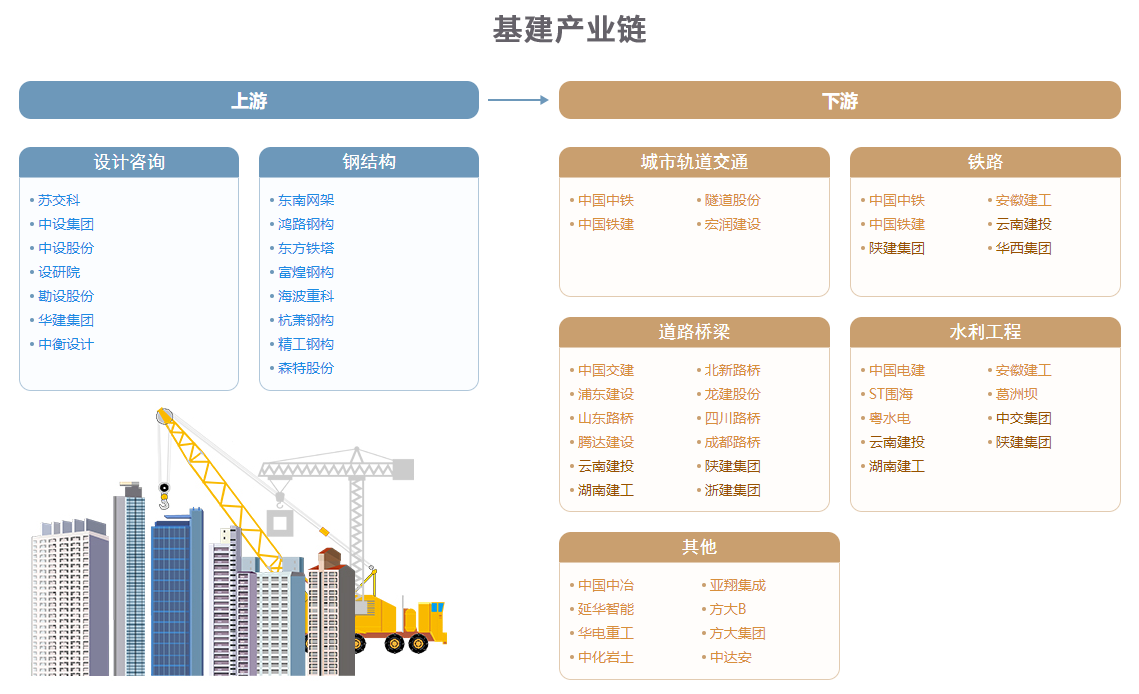 基建产业链
上游
下游
设计咨询
• 苏交科
• 中设集团
• 中设股份
• 设研院
• 勘设股份
• 华建集团
• 中衡设计
钢结构
• 东南网架
• 鸿路钢构
• 东方铁塔
• 富煌钢构
• 海波重科
• 杭萧钢构
• 精工钢构
• 森特股份
城市轨道交通
• 中国中铁 • 隧道股份
• 中国铁建 • 宏润建设
铁路
• 中国中铁 • 安徽建工
• 中国铁建 • 云南建投
• 陕建集团 • 华西集团
道路桥梁
• 中国交建 • 北新路桥
• 浦东建设 • 龙建股份
• 山东路桥 • 四川路桥
• 腾达建设 • 成都路桥
• 云南建投 • 陕建集团
• 湖南建工 • 浙建集团
水利工程
• 中国电建 • 安徽建工
• ST围海 • 葛洲坝
• 粤水电 • 中交集团
• 云南建投 • 陕建集团
• 湖南建工
其他
• 中国中冶 • 亚翔集成
• 延华智能 • 方大B
• 华电重工 • 方大集团
• 中化岩土 • 中达安